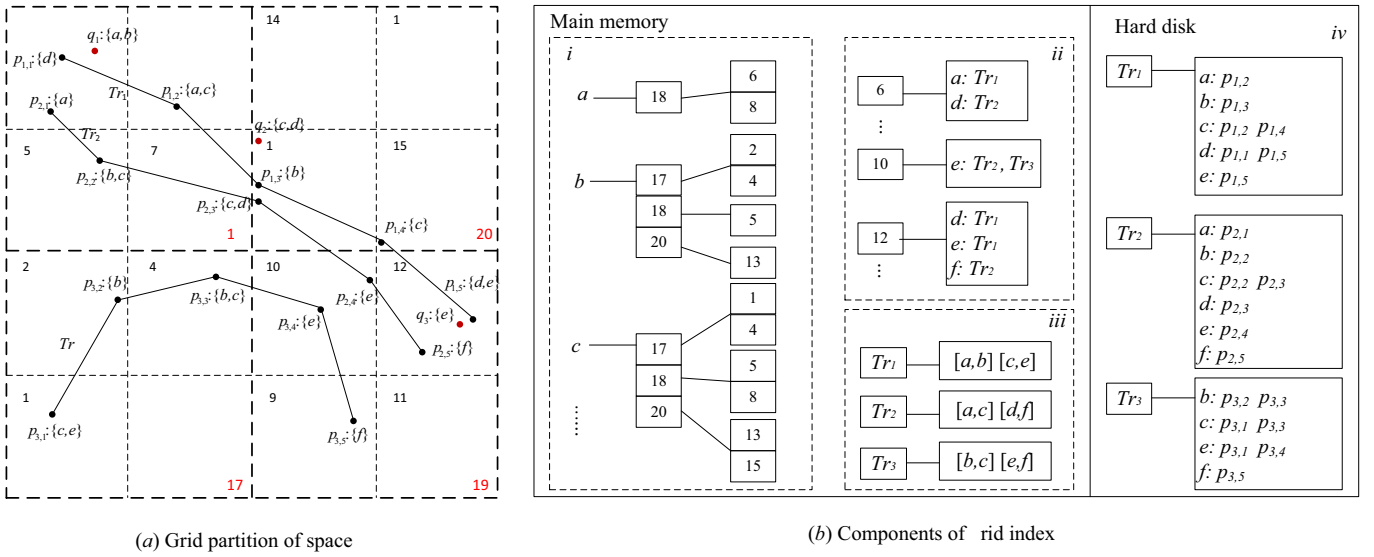 14
1
q1:{a,b}
p1,1:{d}
Tr1
p1,2:{a,c}
p2,1:{a}
Tr2
q2:{c,d}
5
7
1
15
p2,2:{b,c}
p1,3:{b}
p2,3:{c,d}
p1,4:{c}
1
20
2
4
10
12
p3,2:{b}
p3,3:{b,c}
p2,4:{e}
p1,5:{d,e}
p3,4:{e}
q3:{e}
Tr
p2,5:{f}
1
9
11
p3,1:{c,e}
p3,5:{f}
17
19
(a) Grid partition of space
Main memory
i
a
18
6
8
b
17
18
20
2
4
5
13
c
17
18
20
1
4
5
8
13
15
......
ii
6
a: Tr1
d: Tr2
⋮
10
e: Tr2 , Tr3
12
d: Tr1
e: Tr1
f: Tr2
⋮
iii
Tr1
[a,b] [c,e]
Tr2
[a,c] [d,f]
Tr3
[b,c] [e,f]
Hard disk
iv
Tr1
a: p1,2
b: p1,3
c: p1,2 p1,4
d: p1,1 p1,5
e: p1,5
Tr2
a: p2,1
b: p2,2
c: p2,2 p2,3
d: p2,3
e: p2,4
f: p2,5
Tr3
b: p3,2 p3,3
c: p3,1 p3,3
e: p3,1 p3,4
f: p3,5
(b) Components of rid index